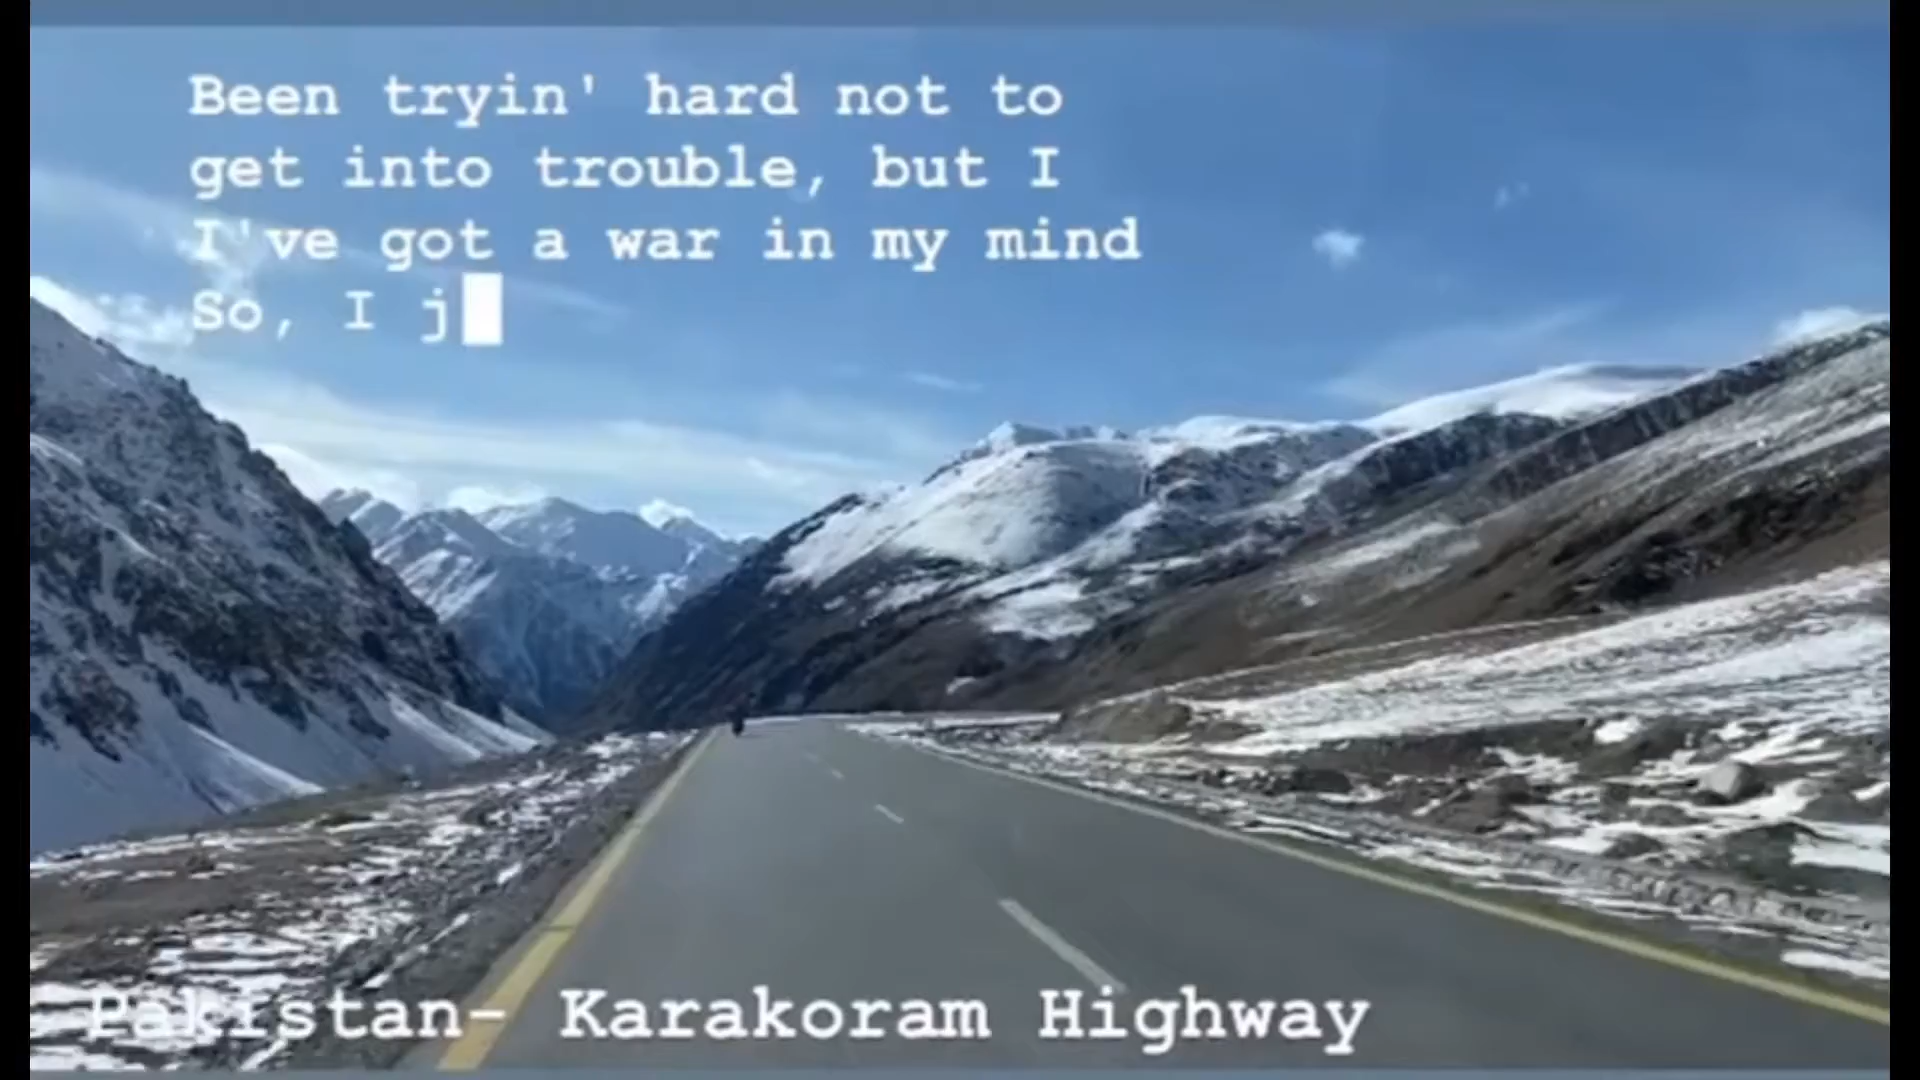 Been tryin' hard not to
get into trouble, but I
I've got a war in my mind
So, I j
Pakistan- Karakoram Highway